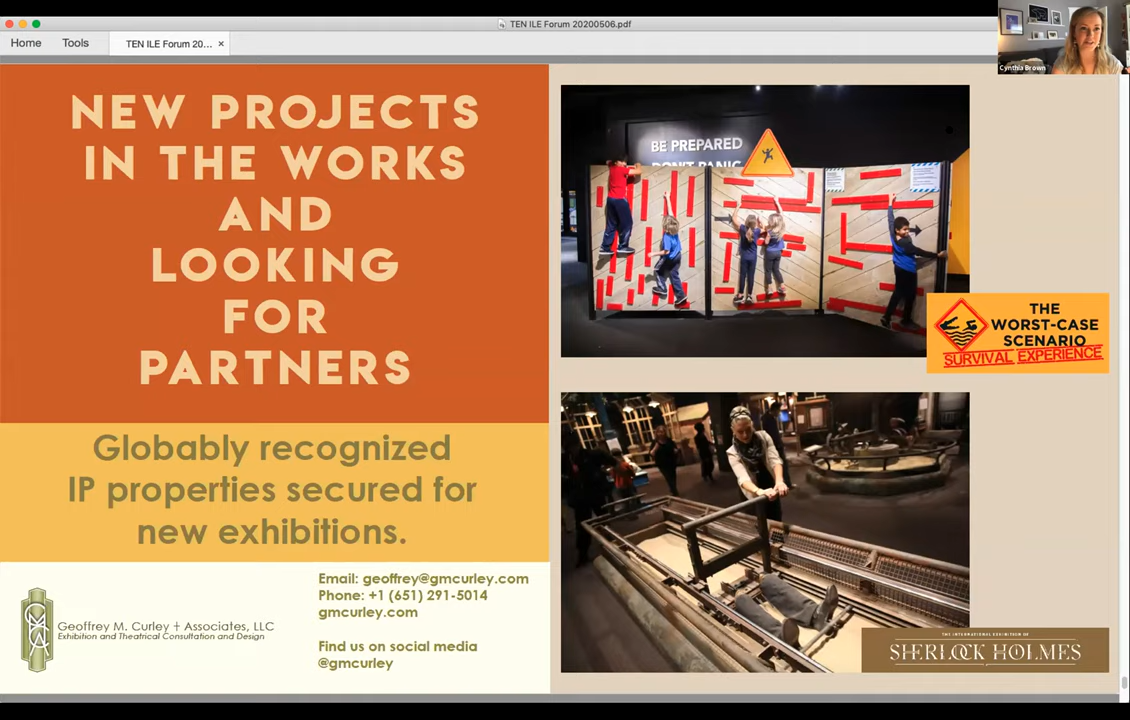 TEN ILE Forum 20200506.pdf
Home
Tools
TEN ILE Forum 20...
×
Cynthia Brown
NEW PROJECTS
IN THE WORKS
AND
LOOKING
FOR
PARTNERS
Globably recognized
IP properties secured for
new exhibitions.
Geoffrey M. Curley + Associates, LLC
Exhibition and Theatrical Consultation and Design
Email: geoffrey@gmcurley.com
Phone: +1 (651) 291-5014
gmcurley.com
Find us on social media
@gmcurley
BE PREPARED
DON'T PANIC
THE
WORST-CASE
SCENARIO
SURVIVAL EXPERIENCE
THE INTERNATIONAL EXHIBITION OF
SHERLOCK HOLMES